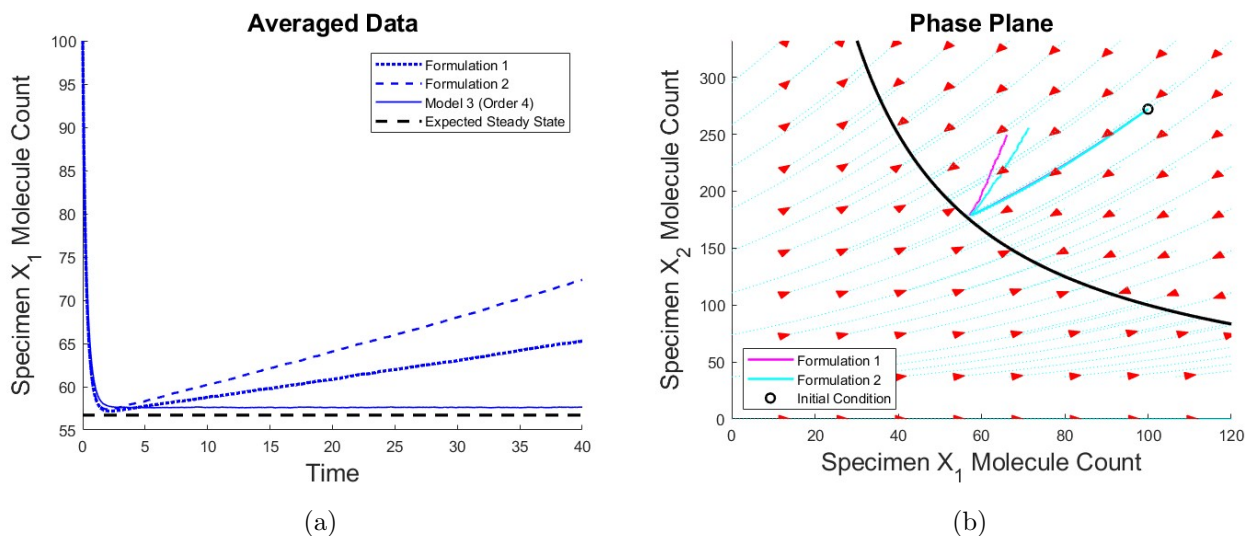 Averaged Data
100
95
90
85
80
75
70
65
60
55
0
5
10
15
20
25
30
35
40
Specimen X1 Molecule Count
Time
Formulation 1
Formulation 2
Model 3 (Order 4)
Expected Steady State
(a)
Phase Plane
300
250
200
150
100
50
0
0
20
40
60
80
100
120
Specimen X2 Molecule Count
Specimen X1 Molecule Count
Formulation 1
Formulation 2
Initial Condition
(b)